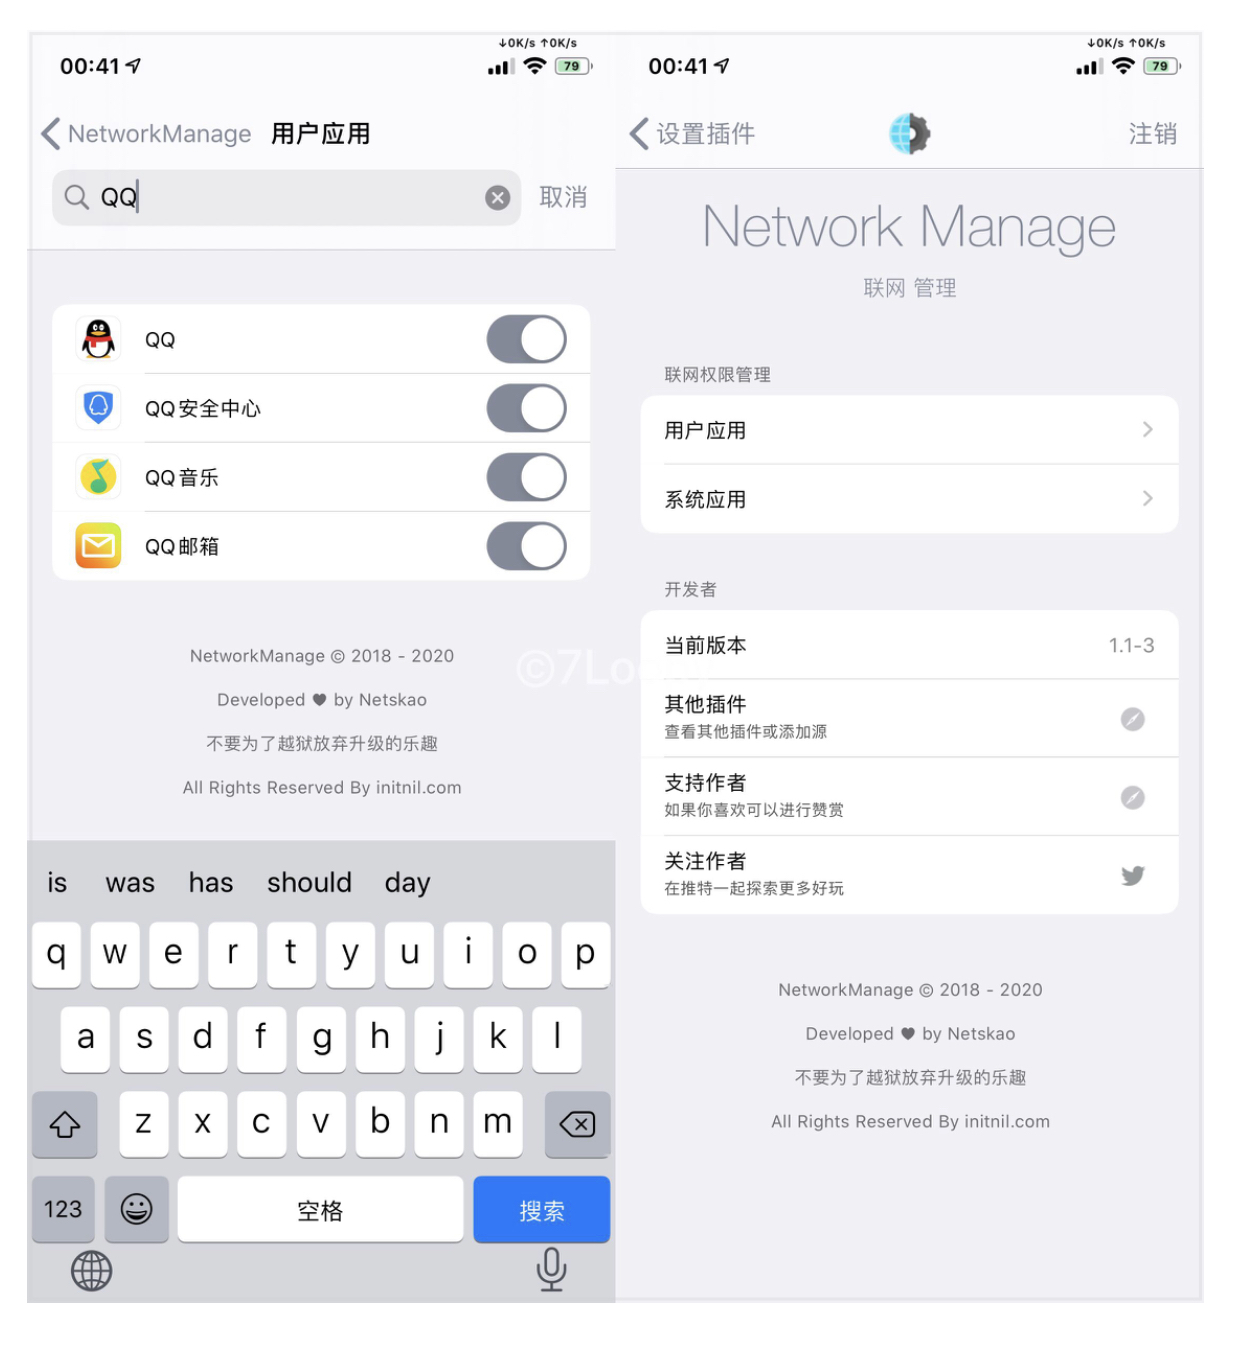 ↓0K/s ↑0K/s
00:41
79
NetworkManage 用户应用
QQ
取消
QQ
QQ安全中心
QQ音乐
QQ邮箱
NetworkManage © 2018 - 2020
Developed ♥ by Netskao
不要为了越狱放弃升级的乐趣
All Rights Reserved By initnil.com
is was has should day
q w e r t y u i o p
a s d f g h j k l
z x c v b n m
123 空格 搜索
↓0K/s ↑0K/s
00:41
79
设置插件 注销
Network Manage
联网 管理
联网权限管理
用户应用
系统应用
开发者
当前版本 1.1-3
其他插件
查看其他插件或添加源
支持作者
如果你喜欢可以进行赞赏
关注作者
在推特一起探索更多好玩
NetworkManage © 2018 - 2020
Developed ♥ by Netskao
不要为了越狱放弃升级的乐趣
All Rights Reserved By initnil.com